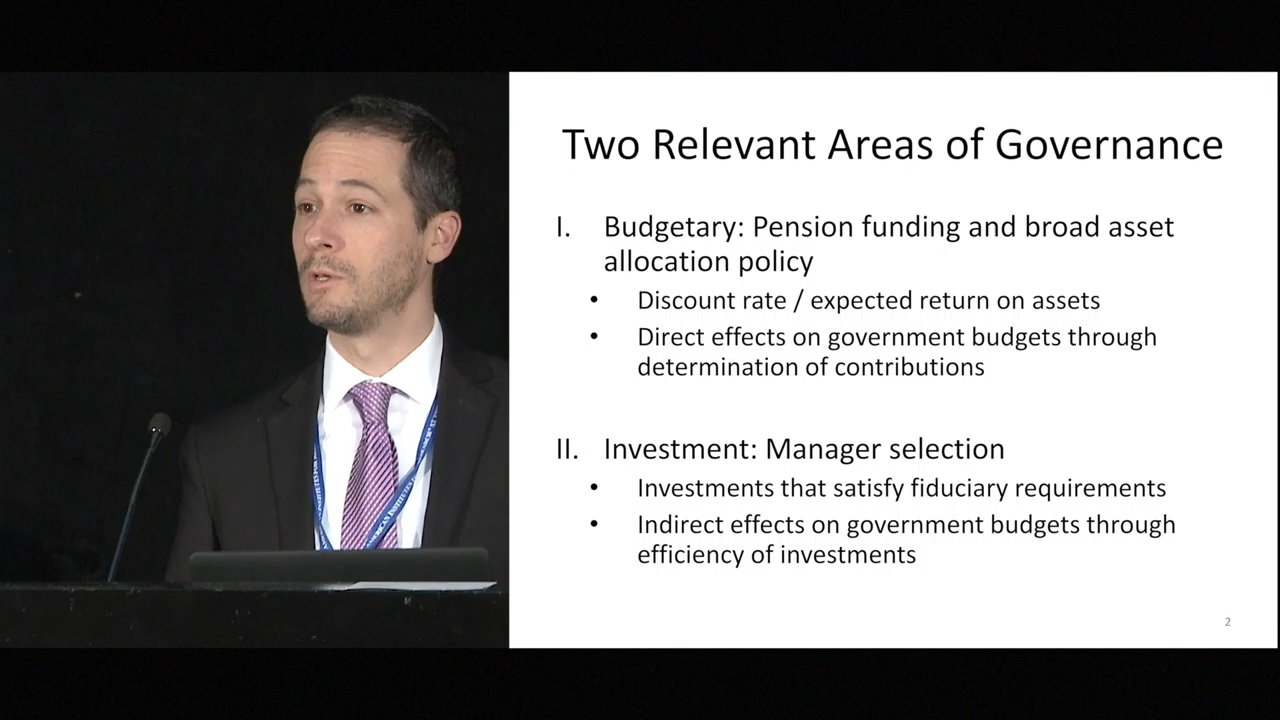 Two Relevant Areas of Governance
I. Budgetary: Pension funding and broad asset
allocation policy
• Discount rate / expected return on assets
• Direct effects on government budgets through
determination of contributions
II. Investment: Manager selection
• Investments that satisfy fiduciary requirements
• Indirect effects on government budgets through
efficiency of investments
2